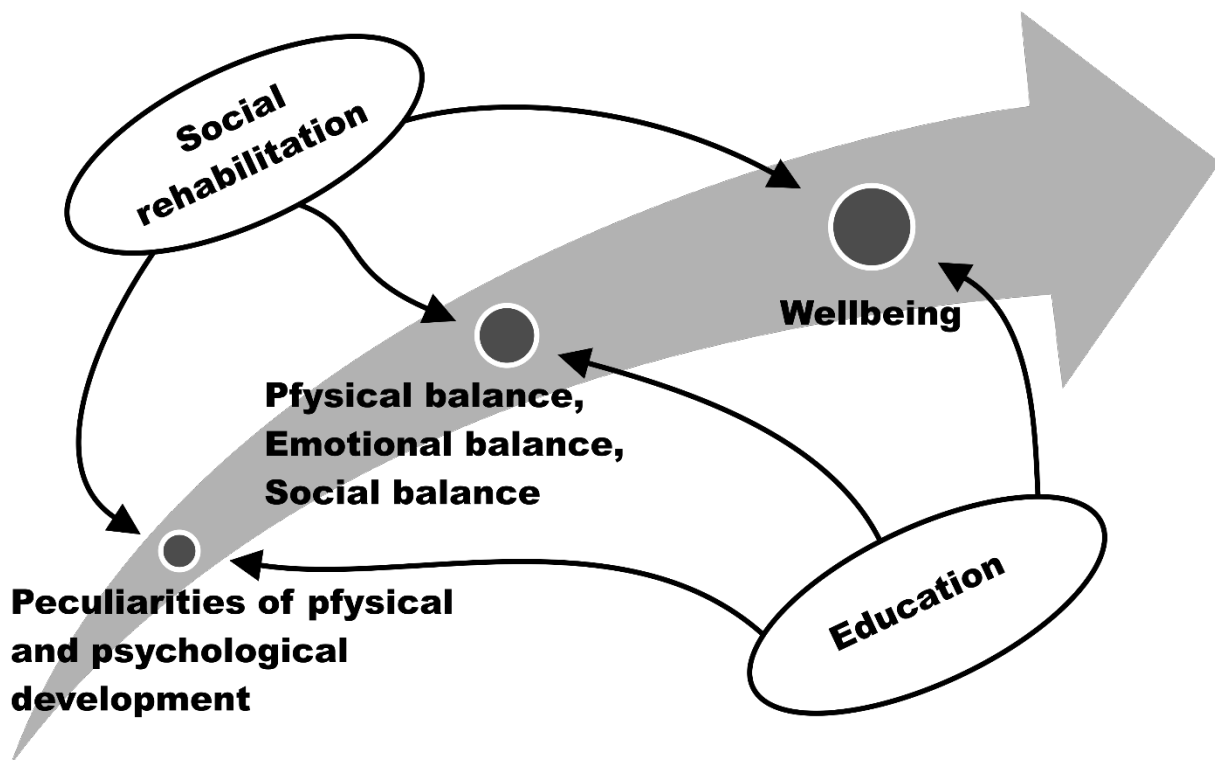 Social
rehabilitation
Wellbeing
Pfysical balance,
Emotional balance,
Social balance
Education
Peculiarities of pfysical
and psychological
development